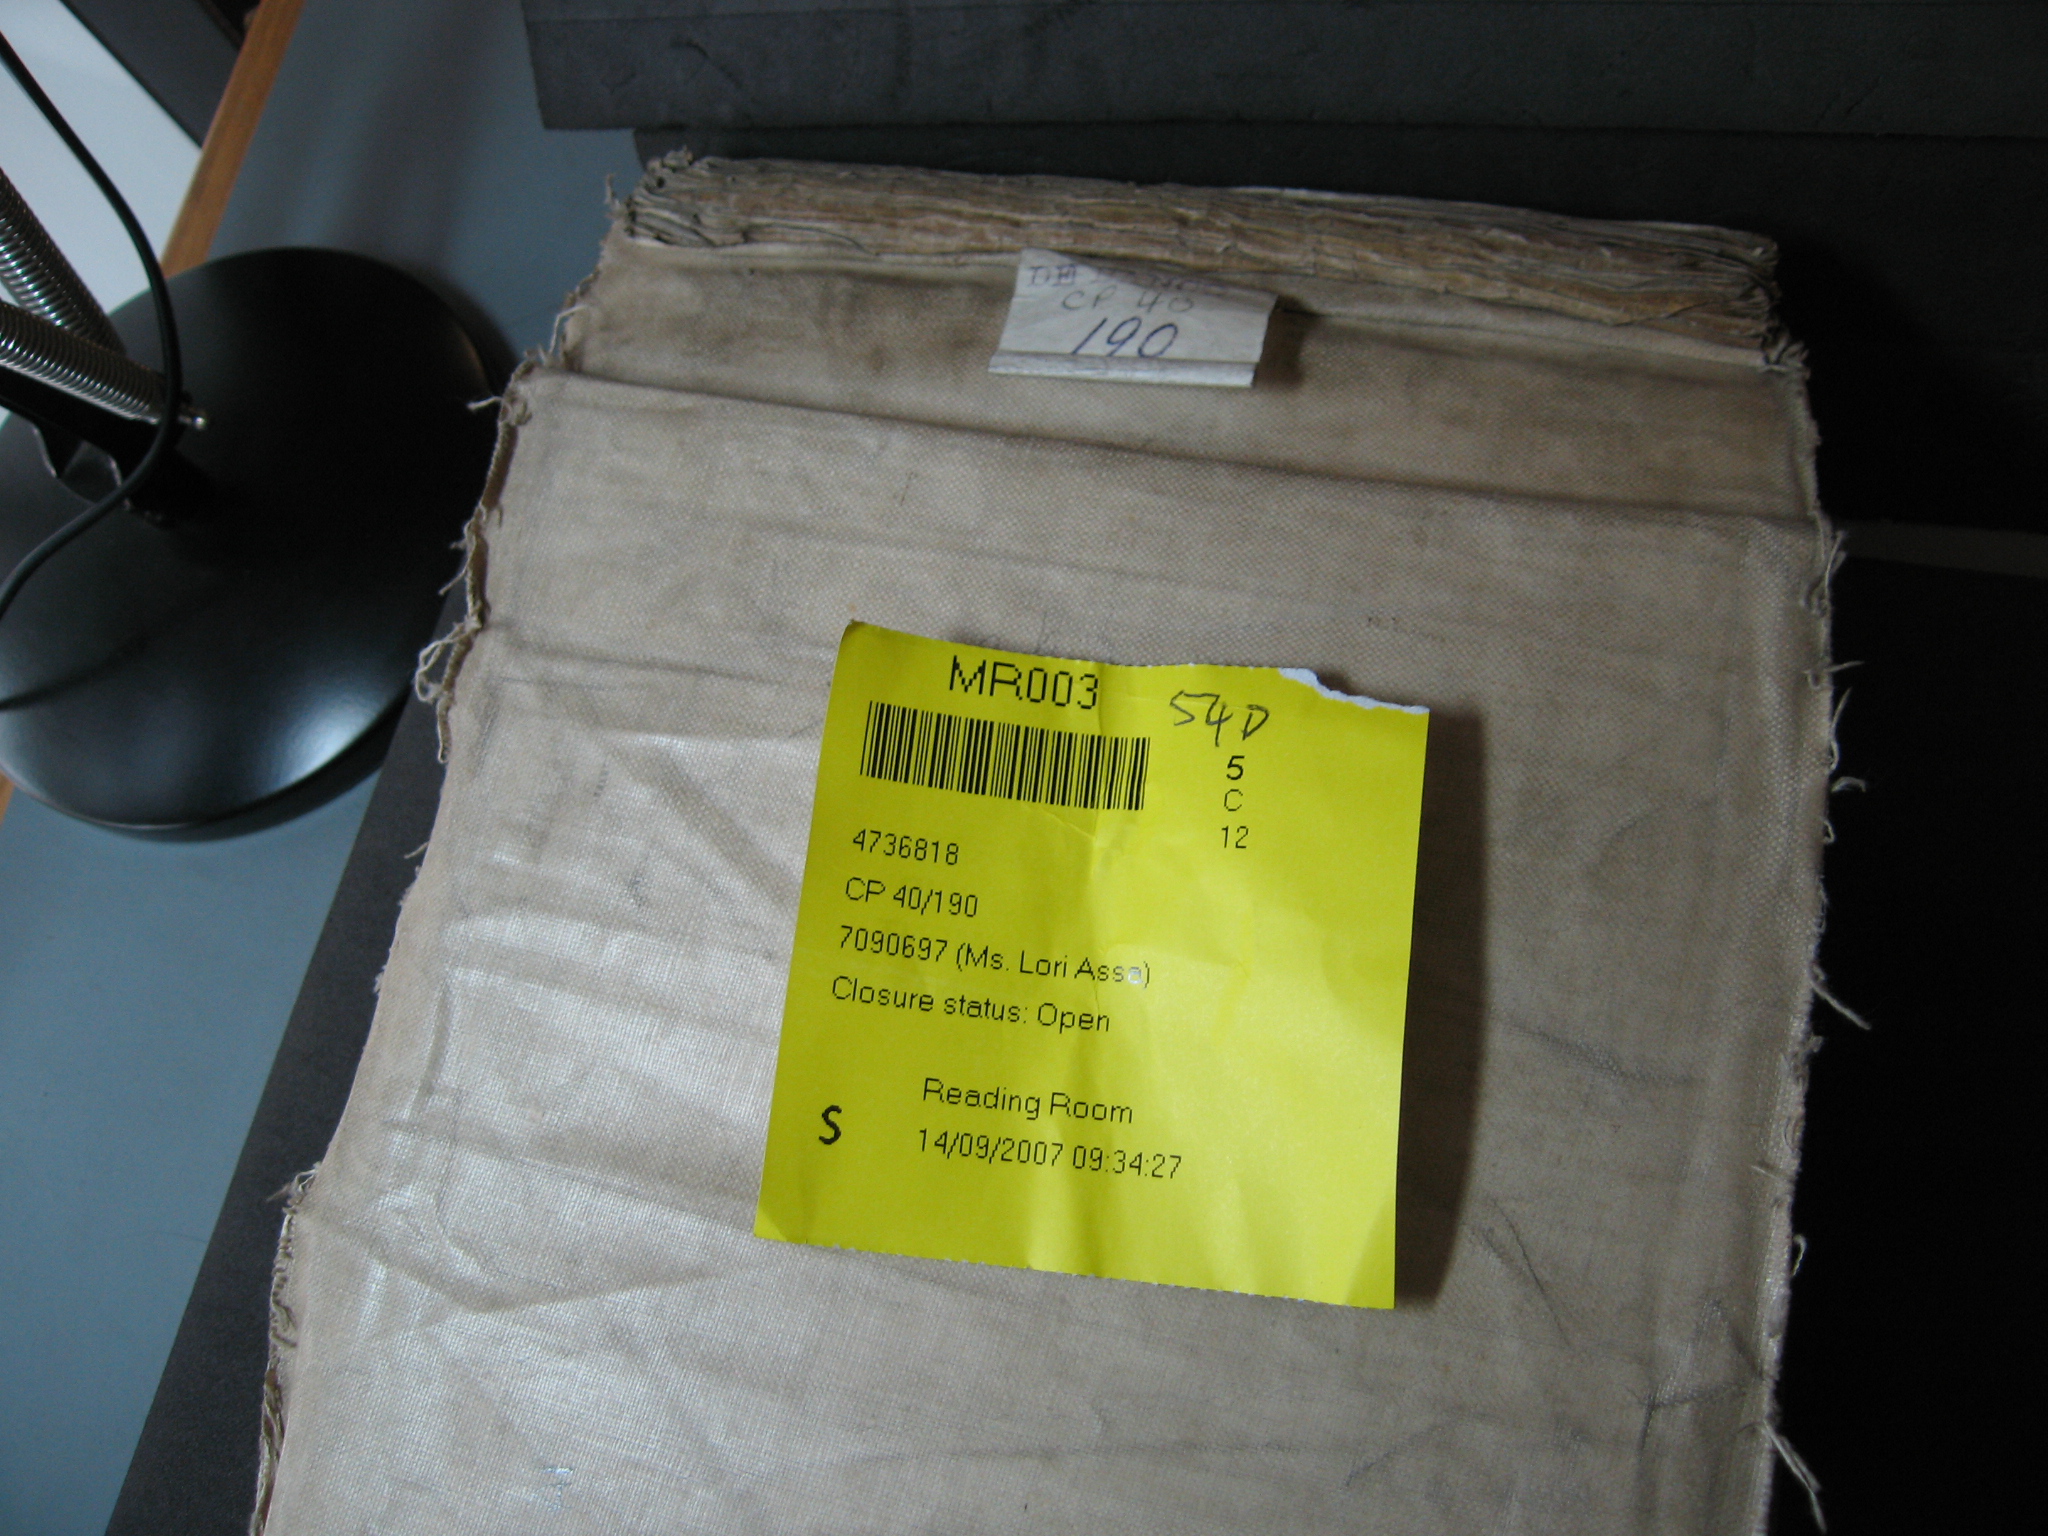 CP 40
190
MR003
54D
5
C
12
4736818
CP 40/190
7090697 (Ms. Lori Asse)
Closure status: Open
Reading Room
S
14/09/2007 09:34:27